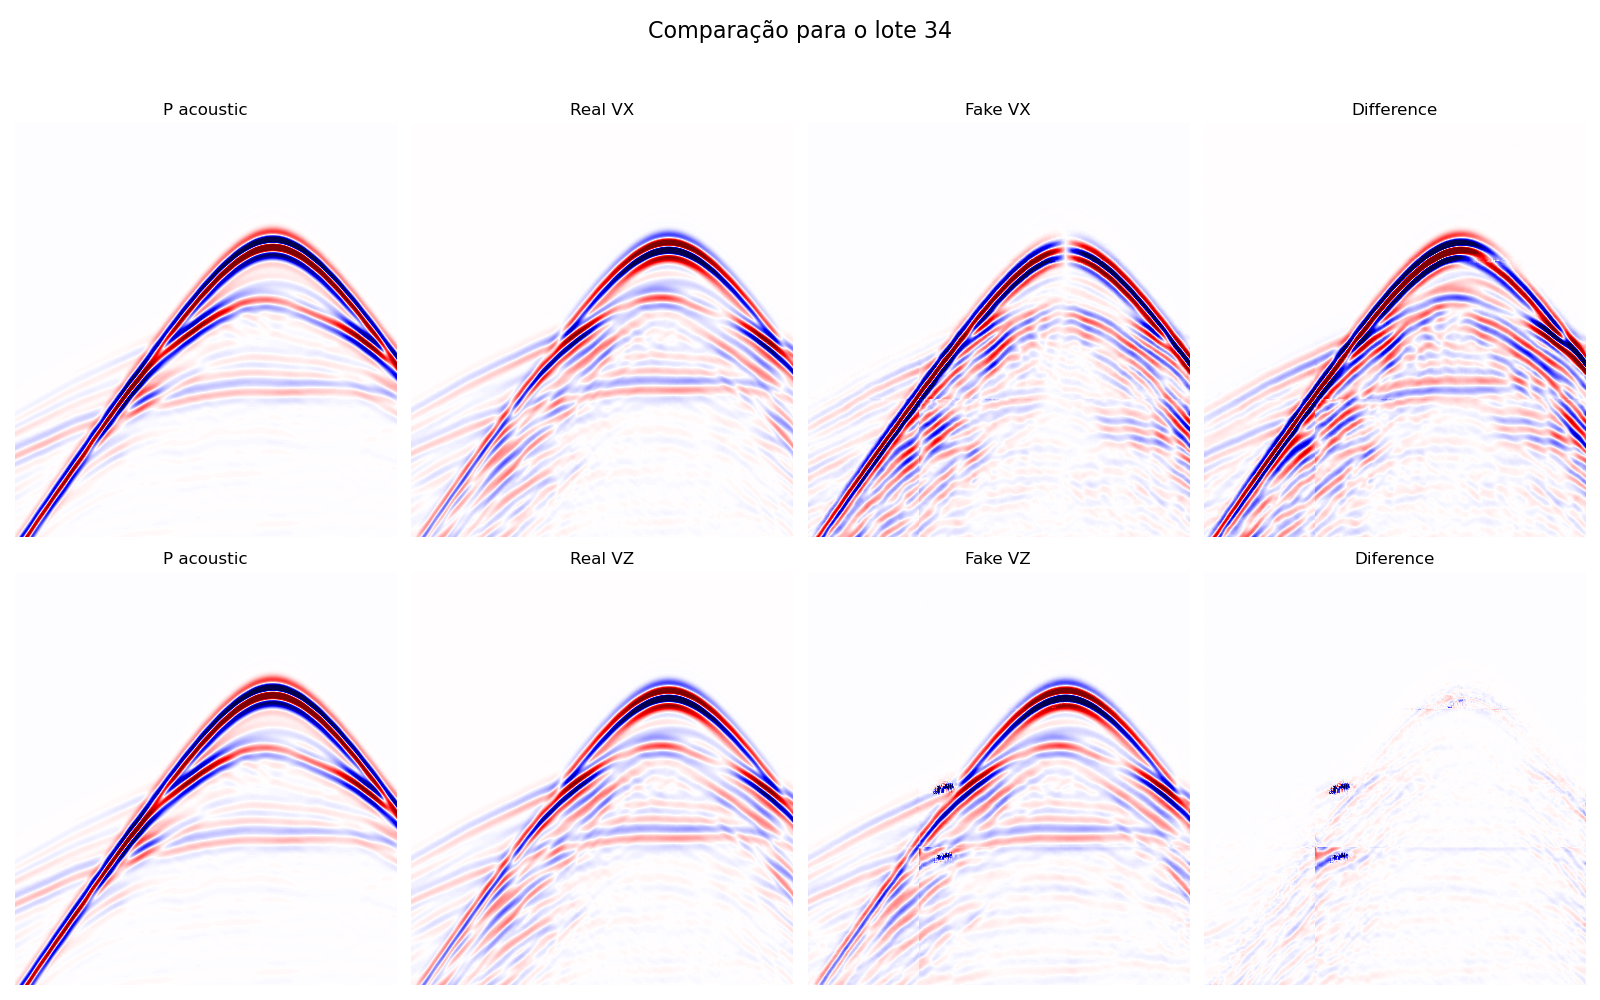 Comparação para o lote 34
P acoustic
Real VX
Fake VX
Difference
P acoustic
Real VZ
Fake VZ
Diference